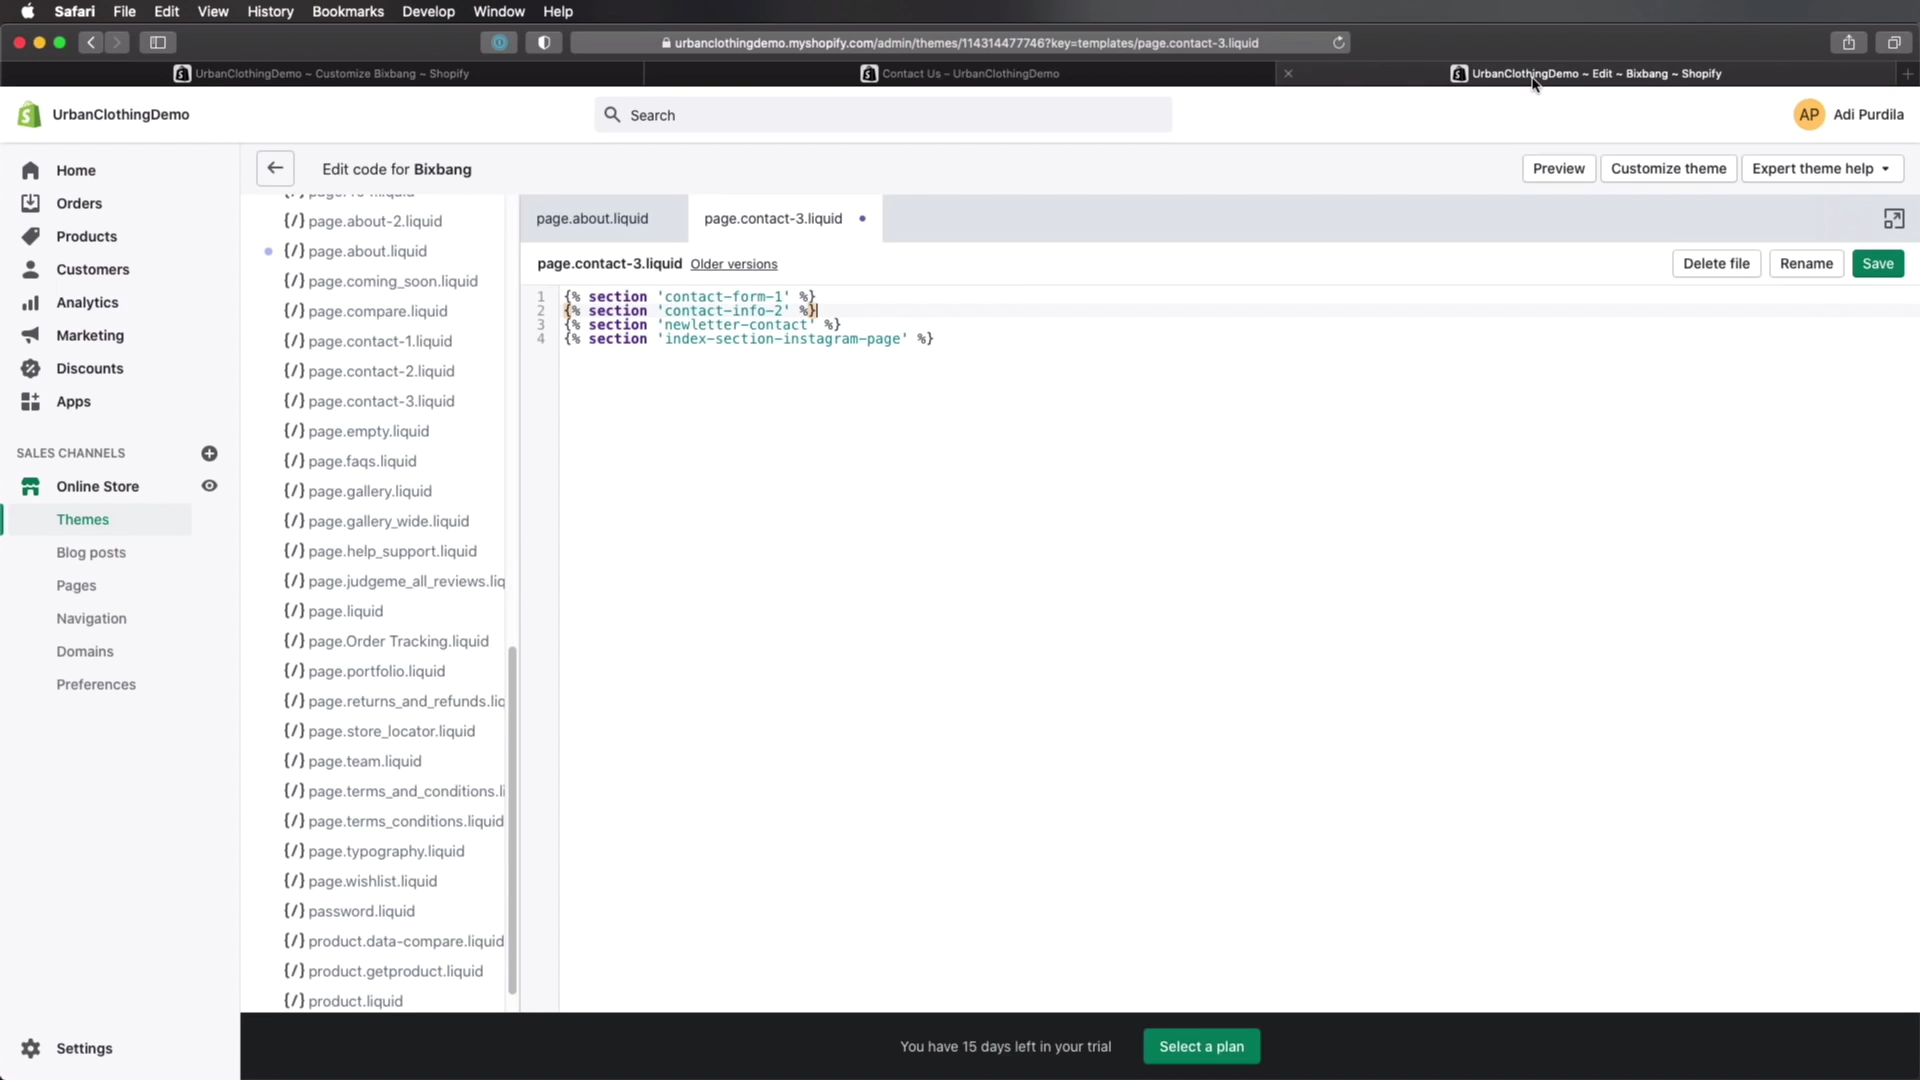 Safari File Edit View History Bookmarks Develop Window Help
urbanclothingdemo.myshopify.com/admin/themes/114314477746?key=templates/page.contact-3.liquid
UrbanClothingDemo ~ Customize Bixbang ~ Shopify
Contact Us – UrbanClothingDemo
UrbanClothingDemo ~ Edit ~ Bixbang ~ Shopify
UrbanClothingDemo
Search
AP Adi Purdila
Home
Orders
Products
Customers
Analytics
Marketing
Discounts
Apps
SALES CHANNELS
Online Store
Themes
Blog posts
Pages
Navigation
Domains
Preferences
Settings
Edit code for Bixbang
Preview
Customize theme
Expert theme help
{/} page.about-2.liquid
{/} page.about.liquid
{/} page.coming_soon.liquid
{/} page.compare.liquid
{/} page.contact-1.liquid
{/} page.contact-2.liquid
{/} page.contact-3.liquid
{/} page.empty.liquid
{/} page.faqs.liquid
{/} page.gallery.liquid
{/} page.gallery_wide.liquid
{/} page.help_support.liquid
{/} page.judgeme_all_reviews.liq
{/} page.liquid
{/} page.Order Tracking.liquid
{/} page.portfolio.liquid
{/} page.returns_and_refunds.liq
{/} page.store_locator.liquid
{/} page.team.liquid
{/} page.terms_and_conditions.li
{/} page.terms_conditions.liquid
{/} page.typography.liquid
{/} page.wishlist.liquid
{/} password.liquid
{/} product.data-compare.liquid
{/} product.getproduct.liquid
{/} product.liquid
page.about.liquid
page.contact-3.liquid
page.contact-3.liquid Older versions
Delete file
Rename
Save
1 {% section 'contact-form-1' %}
2 {% section 'contact-info-2' %}
3 {% section 'newletter-contact' %}
4 {% section 'index-section-instagram-page' %}
You have 15 days left in your trial
Select a plan